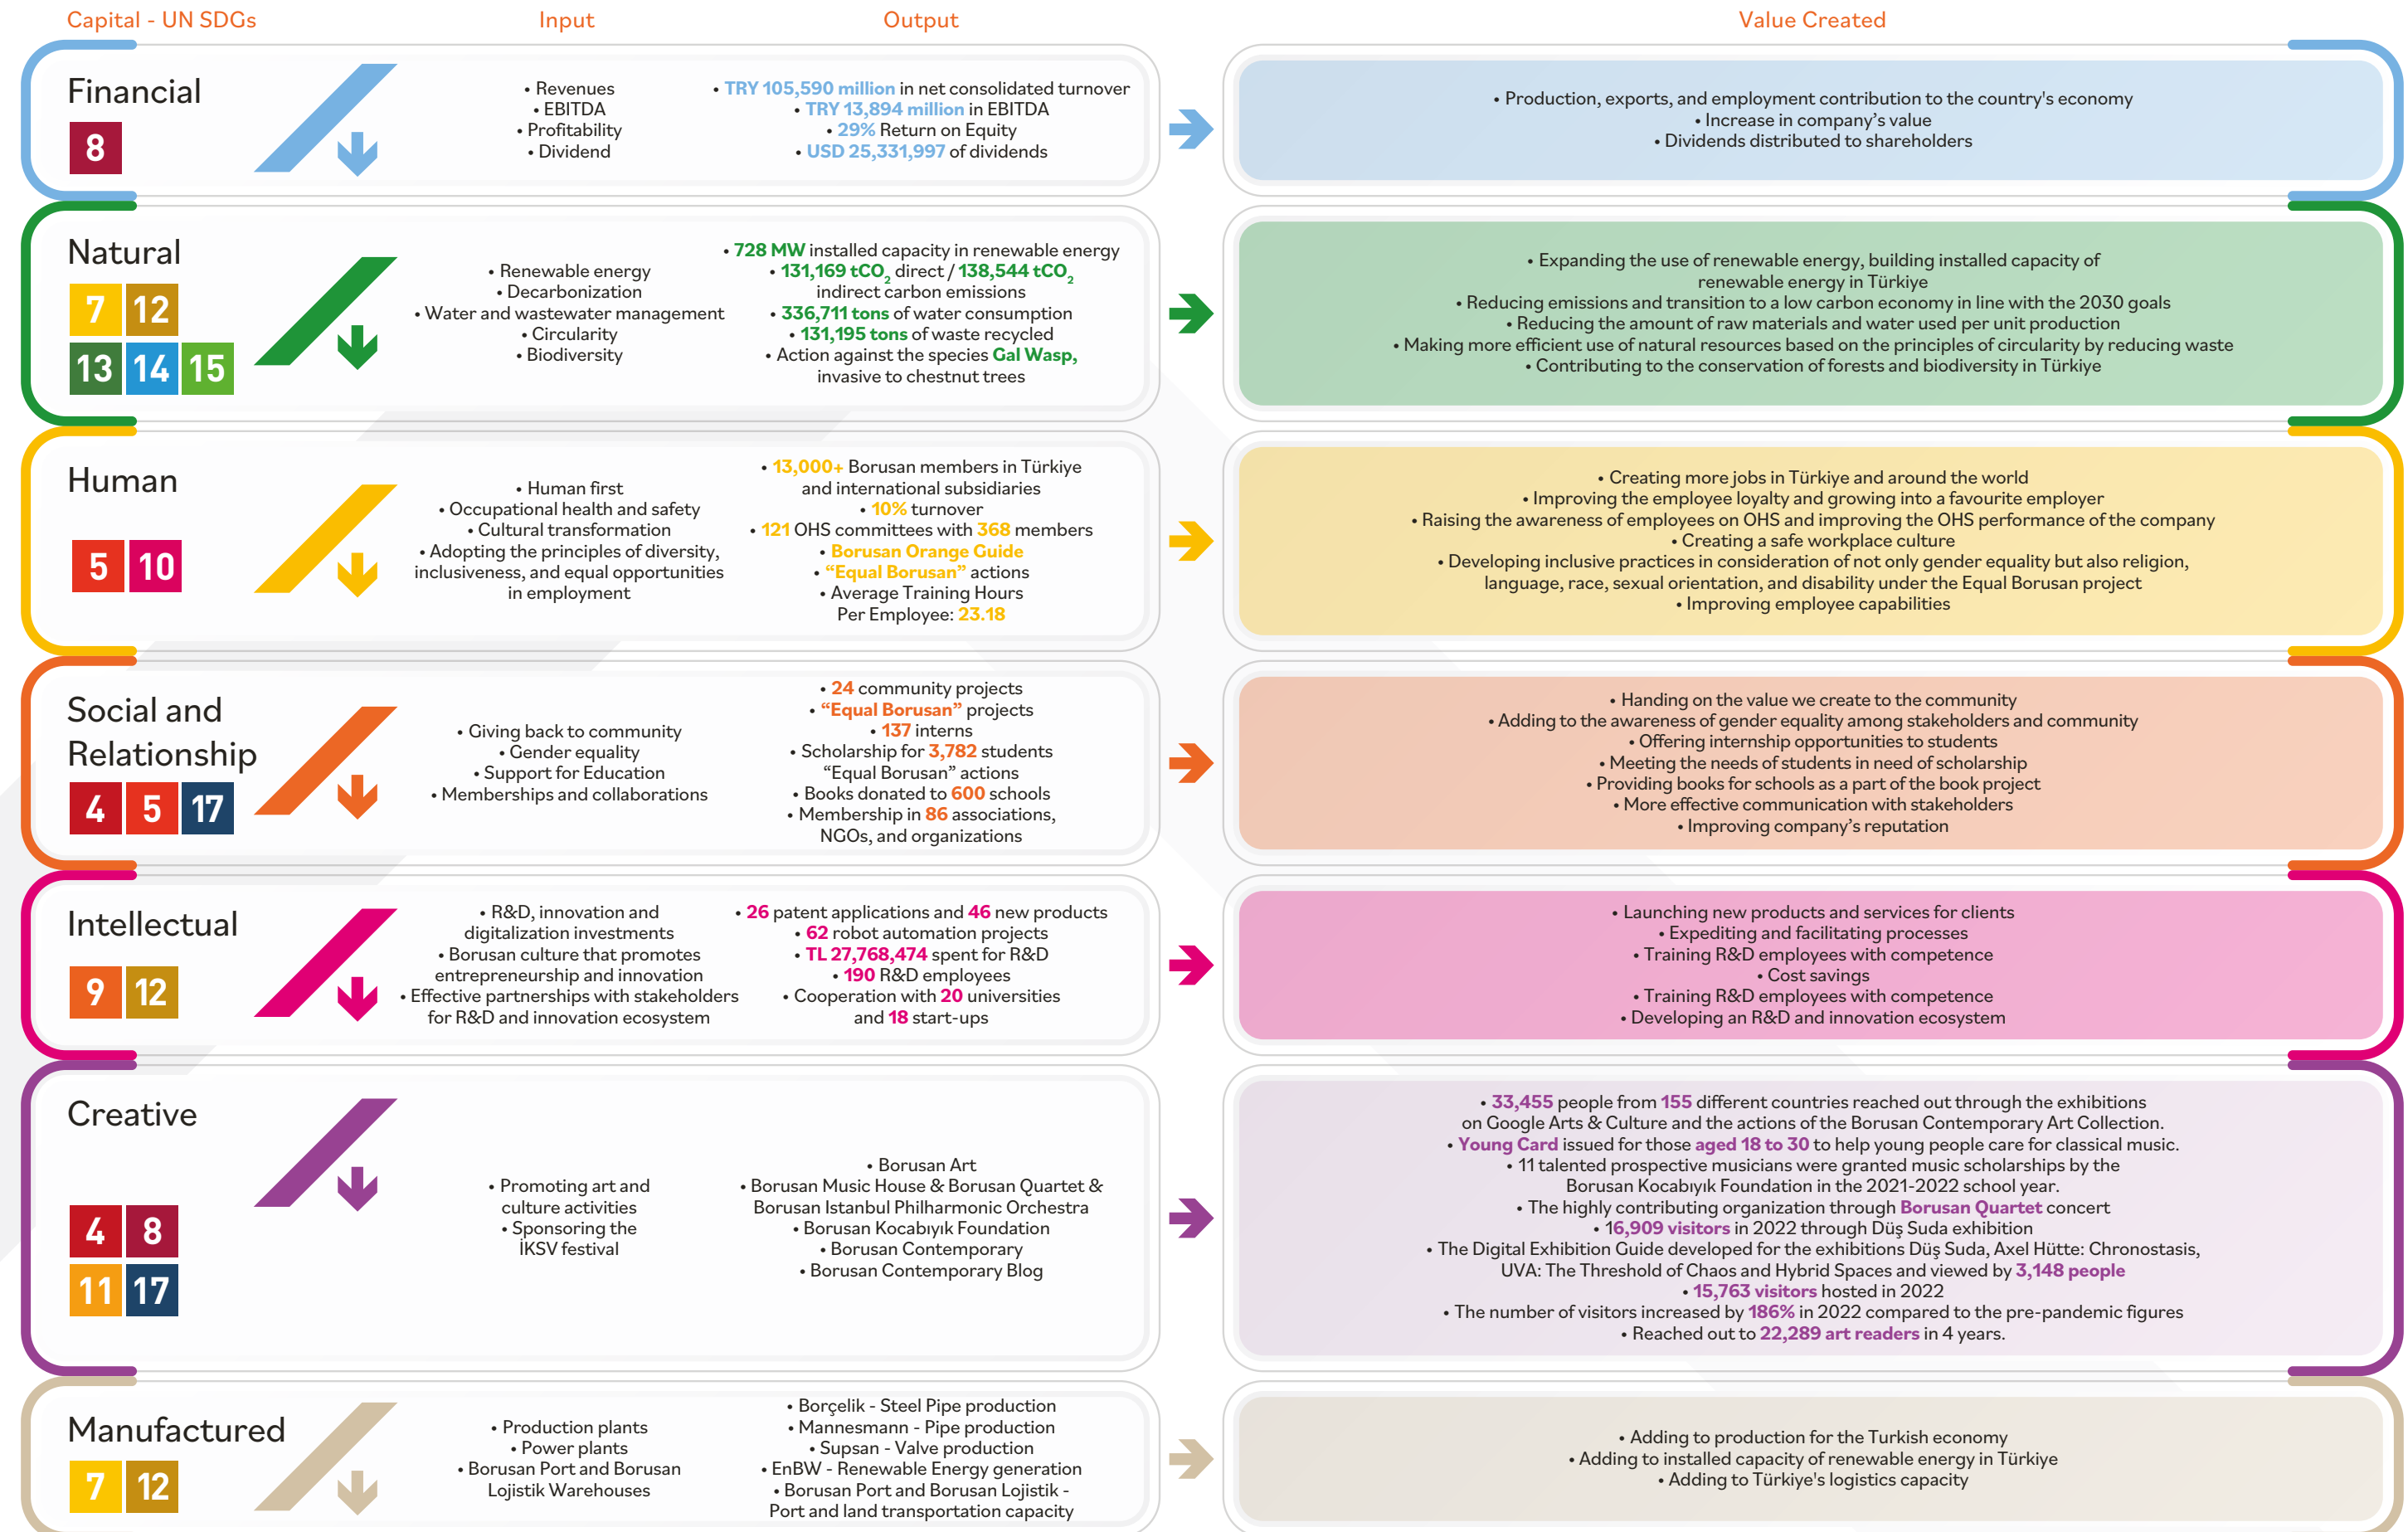 Capital - UN SDGs
Input
Output
Value Created
Financial
8
• Revenues
• EBITDA
• Profitability
• Dividend
• TRY 105,590 million in net consolidated turnover
• TRY 13,894 million in EBITDA
• 29% Return on Equity
• USD 25,331,997 of dividends
• Production, exports, and employment contribution to the country's economy
• Increase in company's value
• Dividends distributed to shareholders
Natural
7 12
13 14 15
• Renewable energy
• Decarbonization
• Water and wastewater management
• Circularity
• Biodiversity
• 728 MW installed capacity in renewable energy
• 131,169 tCO2 direct / 138,544 tCO2
indirect carbon emissions
• 336,711 tons of water consumption
• 131,195 tons of waste recycled
• Action against the species Gal Wasp,
invasive to chestnut trees
• Expanding the use of renewable energy, building installed capacity of
renewable energy in Türkiye
• Reducing emissions and transition to a low carbon economy in line with the 2030 goals
• Reducing the amount of raw materials and water used per unit production
• Making more efficient use of natural resources based on the principles of circularity by reducing waste
• Contributing to the conservation of forests and biodiversity in Türkiye
Human
5 10
• Human first
• Occupational health and safety
• Cultural transformation
• Adopting the principles of diversity,
inclusiveness, and equal opportunities
in employment
• 13,000+ Borusan members in Türkiye
and international subsidiaries
• 10% turnover
• 121 OHS committees with 368 members
• Borusan Orange Guide
• “Equal Borusan” actions
• Average Training Hours
Per Employee: 23.18
• Creating more jobs in Türkiye and around the world
• Improving the employee loyalty and growing into a favourite employer
• Raising the awareness of employees on OHS and improving the OHS performance of the company
• Creating a safe workplace culture
• Developing inclusive practices in consideration of not only gender equality but also religion,
language, race, sexual orientation, and disability under the Equal Borusan project
• Improving employee capabilities
Social and
Relationship
4 5 17
• Giving back to community
• Gender equality
• Support for Education
• Memberships and collaborations
• 24 community projects
• “Equal Borusan” projects
• 137 interns
• Scholarship for 3,782 students
“Equal Borusan” actions
• Books donated to 600 schools
• Membership in 86 associations,
NGOs, and organizations
• Handing on the value we create to the community
• Adding to the awareness of gender equality among stakeholders and community
• Offering internship opportunities to students
• Meeting the needs of students in need of scholarship
• Providing books for schools as a part of the book project
• More effective communication with stakeholders
• Improving company's reputation
Intellectual
9 12
• R&D, innovation and
digitalization investments
• Borusan culture that promotes
entrepreneurship and innovation
• Effective partnerships with stakeholders
for R&D and innovation ecosystem
• 26 patent applications and 46 new products
• 62 robot automation projects
• TL 27,768,474 spent for R&D
• 190 R&D employees
• Cooperation with 20 universities
and 18 start-ups
• Launching new products and services for clients
• Expediting and facilitating processes
• Training R&D employees with competence
• Cost savings
• Training R&D employees with competence
• Developing an R&D and innovation ecosystem
Creative
4 8
11 17
• Promoting art and
culture activities
• Sponsoring the
İKSV festival
• Borusan Art
• Borusan Music House & Borusan Quartet &
Borusan Istanbul Philharmonic Orchestra
• Borusan Kocabıyık Foundation
• Borusan Contemporary
• Borusan Contemporary Blog
• 33,455 people from 155 different countries reached out through the exhibitions
on Google Arts & Culture and the actions of the Borusan Contemporary Art Collection.
• Young Card issued for those aged 18 to 30 to help young people care for classical music.
• 11 talented prospective musicians were granted music scholarships by the
Borusan Kocabıyık Foundation in the 2021-2022 school year.
• The highly contributing organization through Borusan Quartet concert
• 16,909 visitors in 2022 through Düş Suda exhibition
• The Digital Exhibition Guide developed for the exhibitions Düş Suda, Axel Hütte: Chronostasis,
UVA: The Threshold of Chaos and Hybrid Spaces and viewed by 3,148 people
• 15,763 visitors hosted in 2022
• The number of visitors increased by 186% in 2022 compared to the pre-pandemic figures
• Reached out to 22,289 art readers in 4 years.
Manufactured
7 12
• Production plants
• Power plants
• Borusan Port and Borusan
Lojistik Warehouses
• Borçelik - Steel Pipe production
• Mannesmann - Pipe production
• Supsan - Valve production
• EnBW - Renewable Energy generation
• Borusan Port and Borusan Lojistik -
Port and land transportation capacity
• Adding to production for the Turkish economy
• Adding to installed capacity of renewable energy in Türkiye
• Adding to Türkiye's logistics capacity